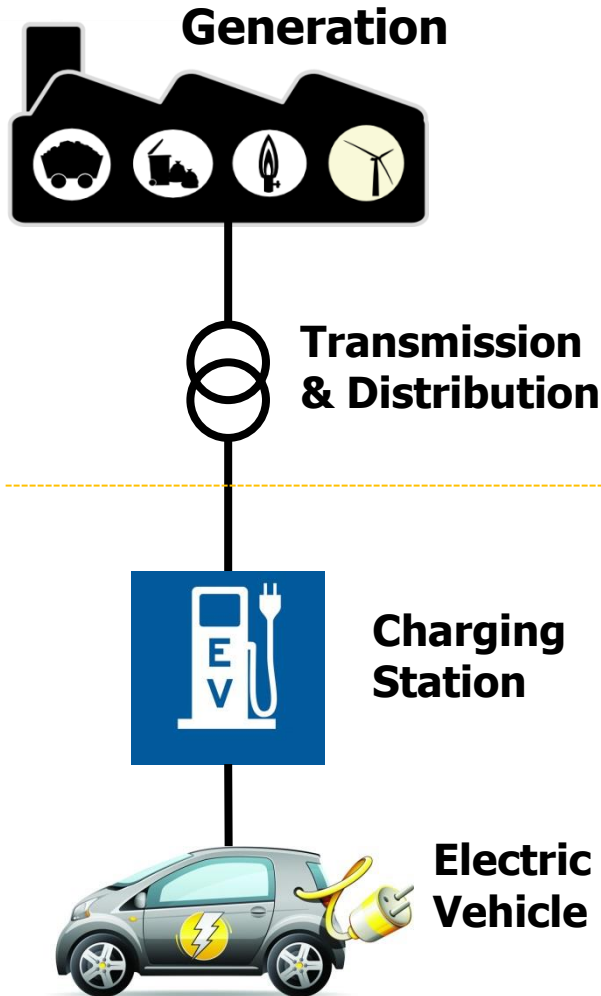 Generation
Transmission
& Distribution
E
V
Charging
Station
Electric
Vehicle